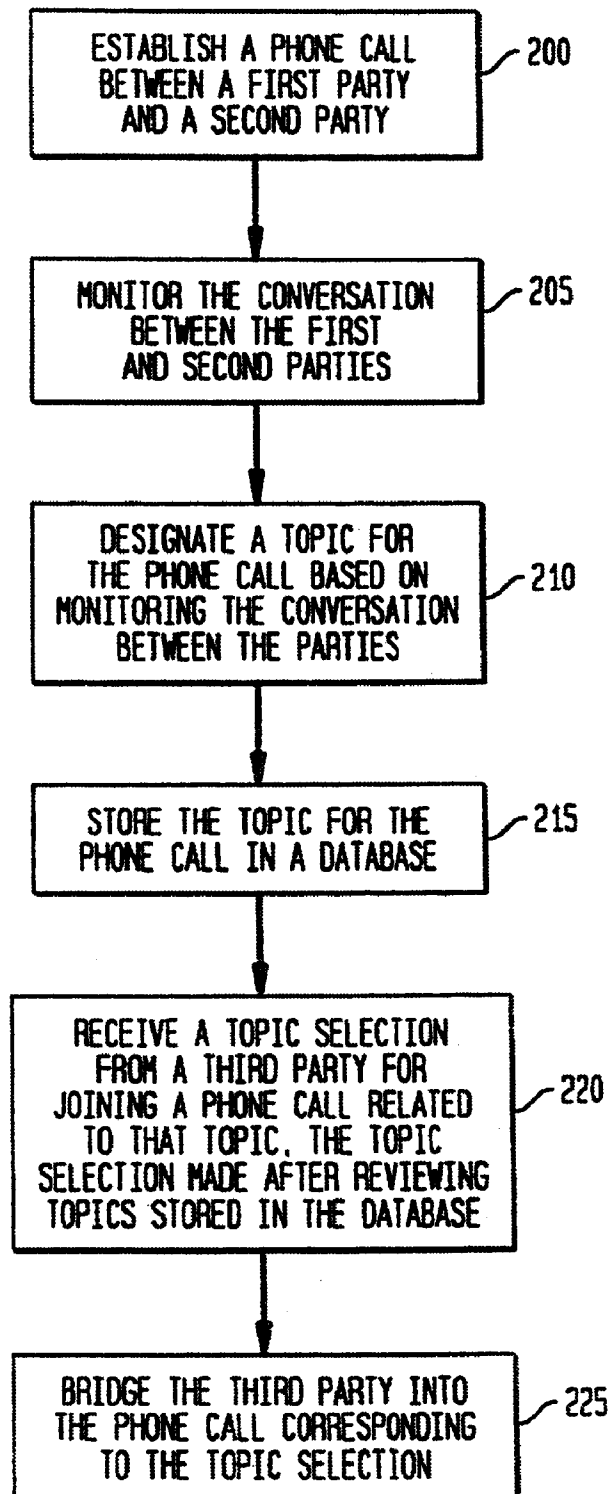 ESTABLISH A PHONE CALL
BETWEEN A FIRST PARTY
AND A SECOND PARTY
200
MONITOR THE CONVERSATION
BETWEEN THE FIRST
AND SECOND PARTIES
205
DESIGNATE A TOPIC FOR
THE PHONE CALL BASED ON
MONITORING THE CONVERSATION
BETWEEN THE PARTIES
210
STORE THE TOPIC FOR THE
PHONE CALL IN A DATABASE
215
RECEIVE A TOPIC SELECTION
FROM A THIRD PARTY FOR
JOINING A PHONE CALL RELATED
TO THAT TOPIC, THE TOPIC
SELECTION MADE AFTER REVIEWING
TOPICS STORED IN THE DATABASE
220
BRIDGE THE THIRD PARTY INTO
THE PHONE CALL CORRESPONDING
TO THE TOPIC SELECTION
225